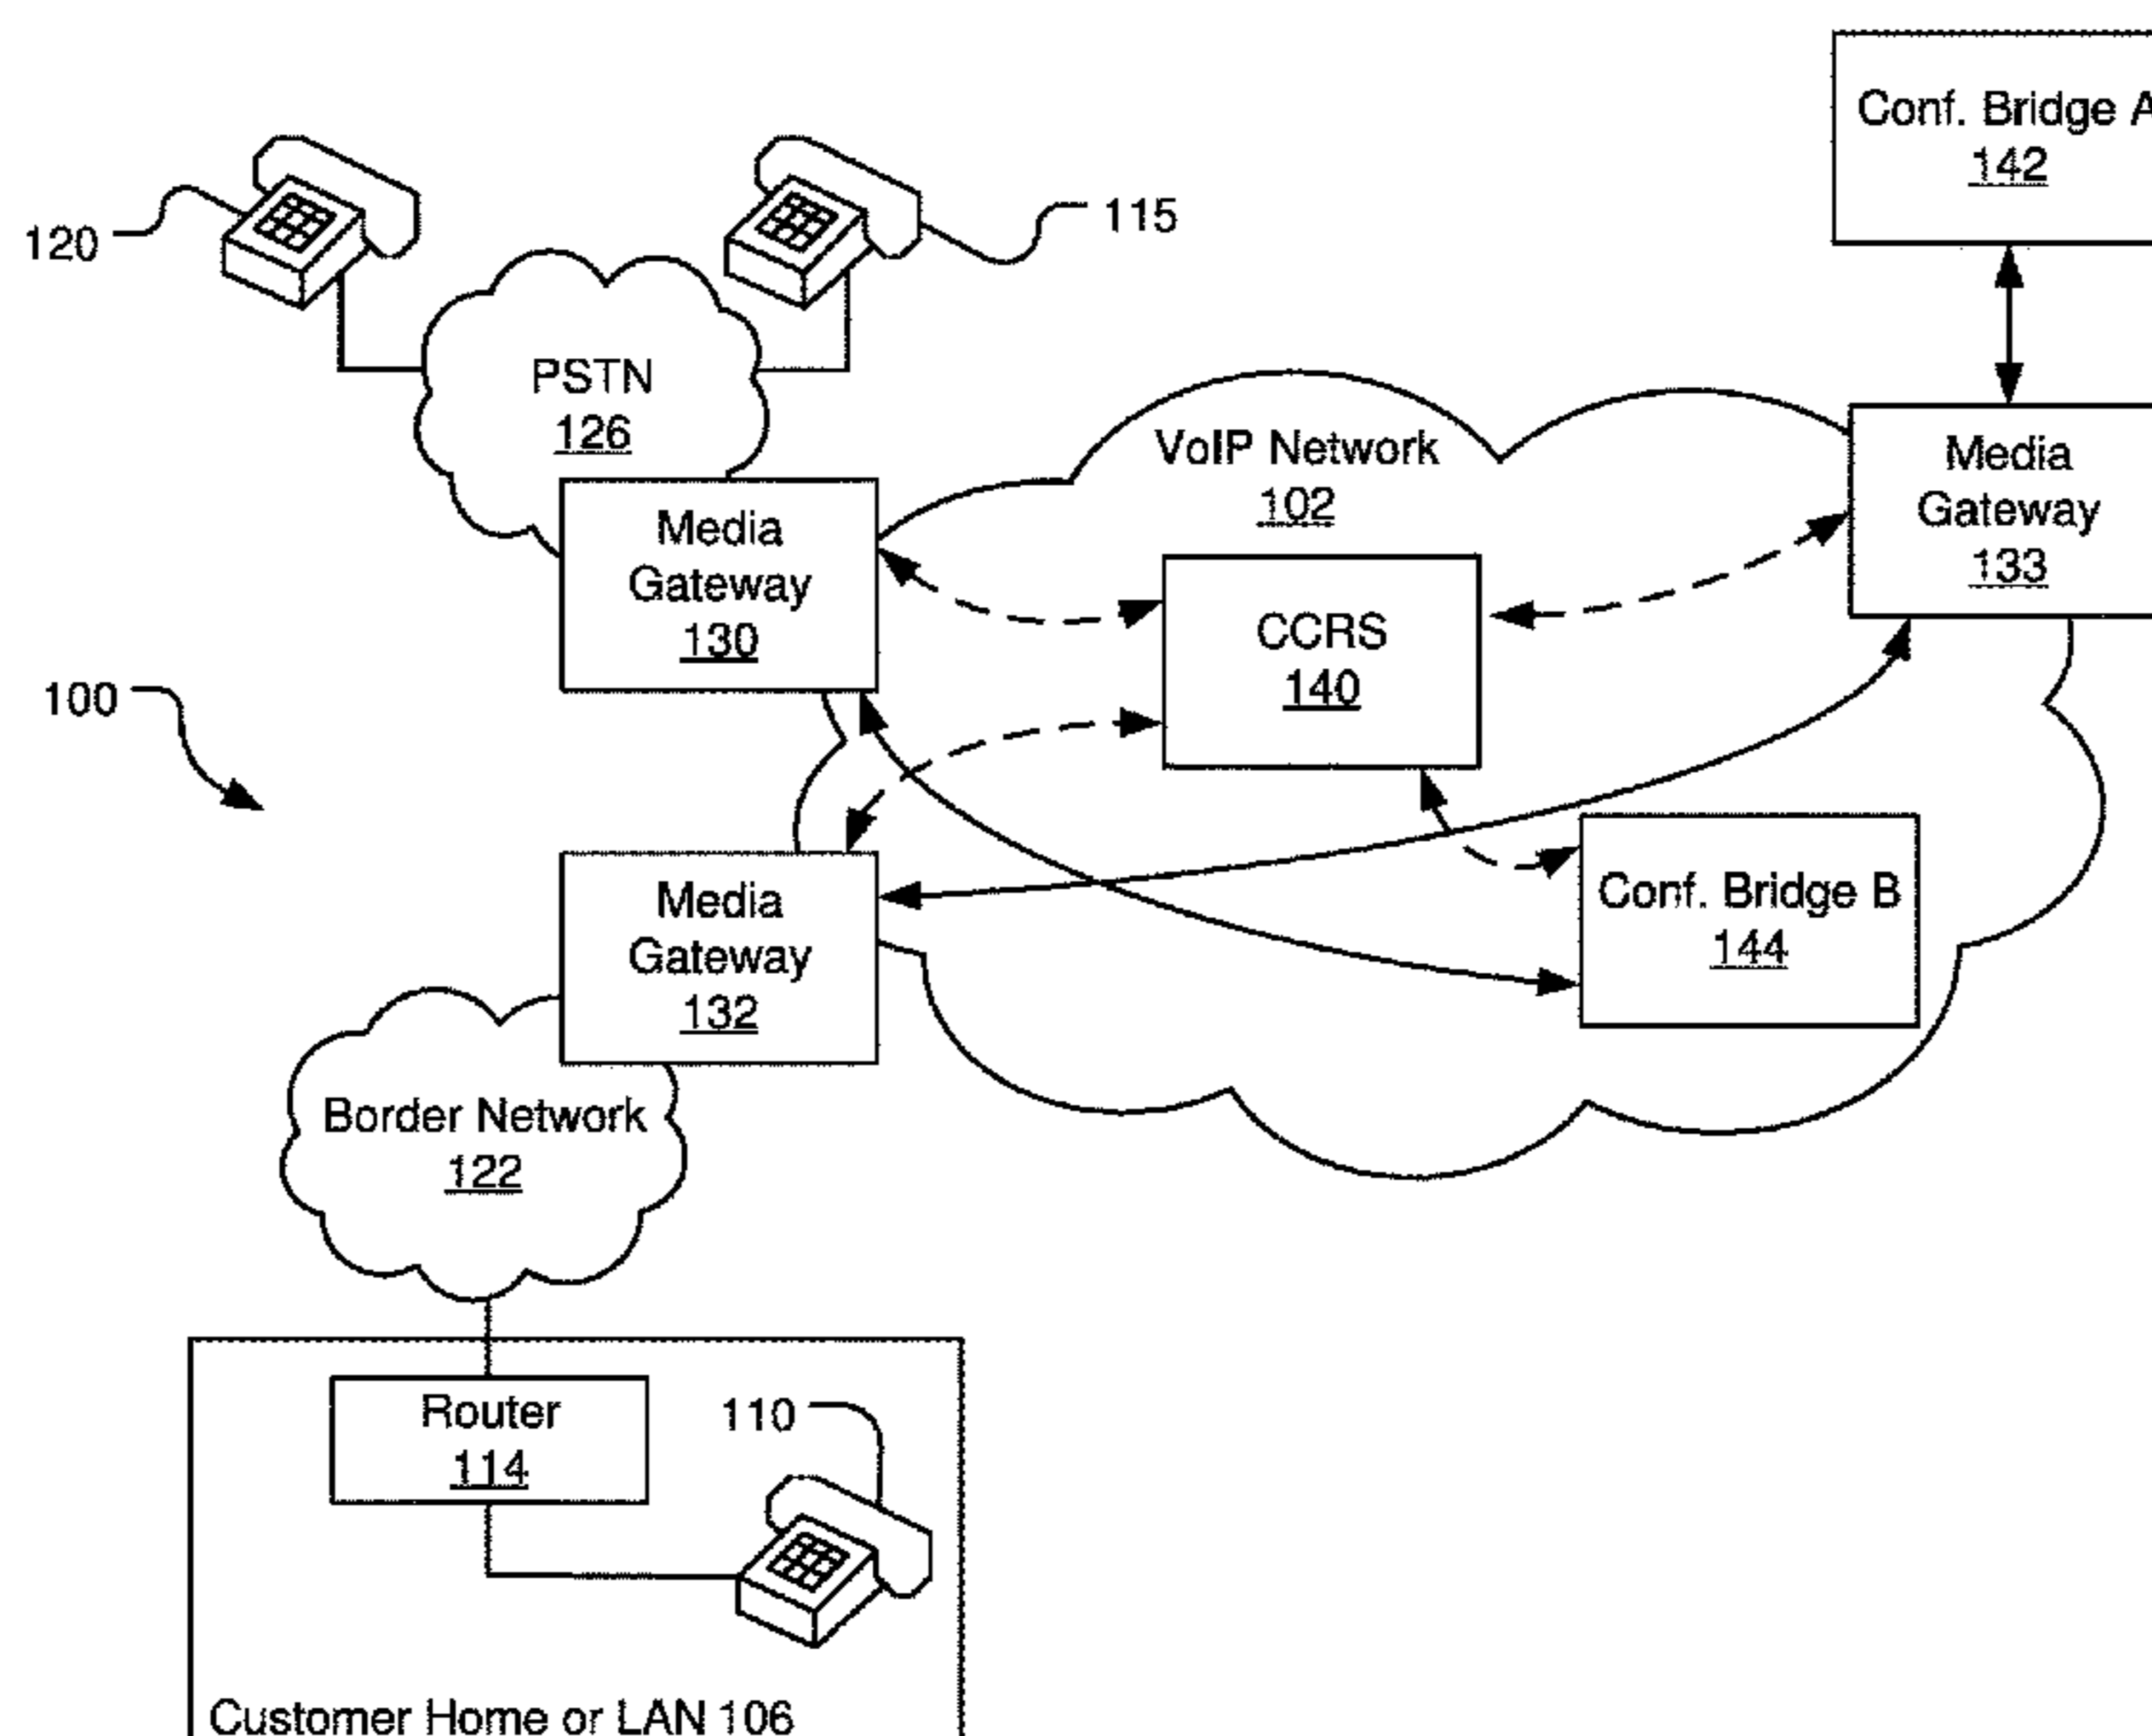 Conf. Bridge A
142
120
115
PSTN
126
VoIP Network
102
Media
Gateway
133
Media
Gateway
130
CCRS
140
100
Media
Gateway
132
Conf. Bridge B
144
Border Network
122
Router
114
110
Customer Home or LAN 106